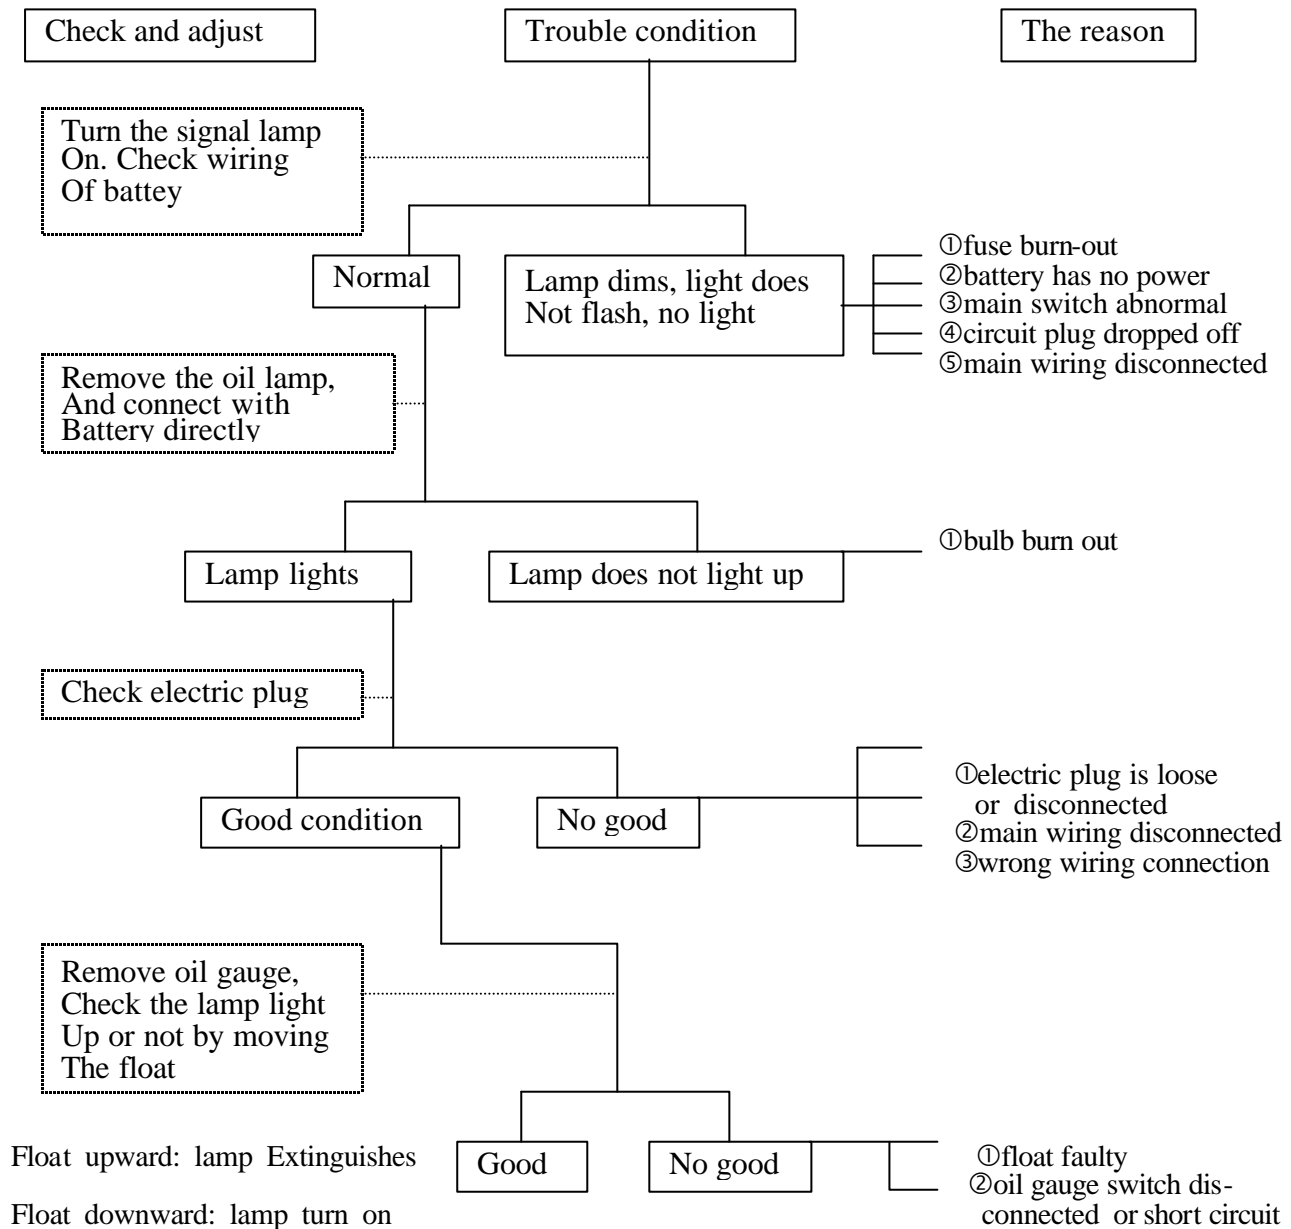 Check and adjust
Trouble condition
The reason
Turn the signal lamp
On. Check wiring
Of battey
Normal
Lamp dims, light does
Not flash, no light
①fuse burn-out
②battery has no power
③main switch abnormal
④circuit plug dropped off
⑤main wiring disconnected
Remove the oil lamp,
And connect with
Battery directly
Lamp lights
Lamp does not light up
①bulb burn out
Check electric plug
Good condition
No good
①electric plug is loose
or disconnected
②main wiring disconnected
③wrong wiring connection
Remove oil gauge,
Check the lamp light
Up or not by moving
The float
Float upward: lamp Extinguishes
Float downward: lamp turn on
Good
No good
①float faulty
②oil gauge switch dis-
connected or short circuit